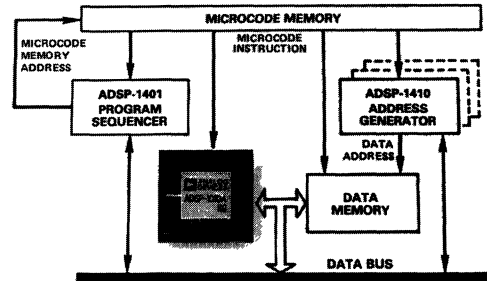 MICROCODE MEMORY
MICROCODE
MEMORY
ADDRESS
MICROCODE
INSTRUCTION
ADSP-1401
PROGRAM
SEQUENCER
ADSP-1410
ADDRESS
GENERATOR
DATA
ADDRESS
DATA
MEMORY
DATA BUS